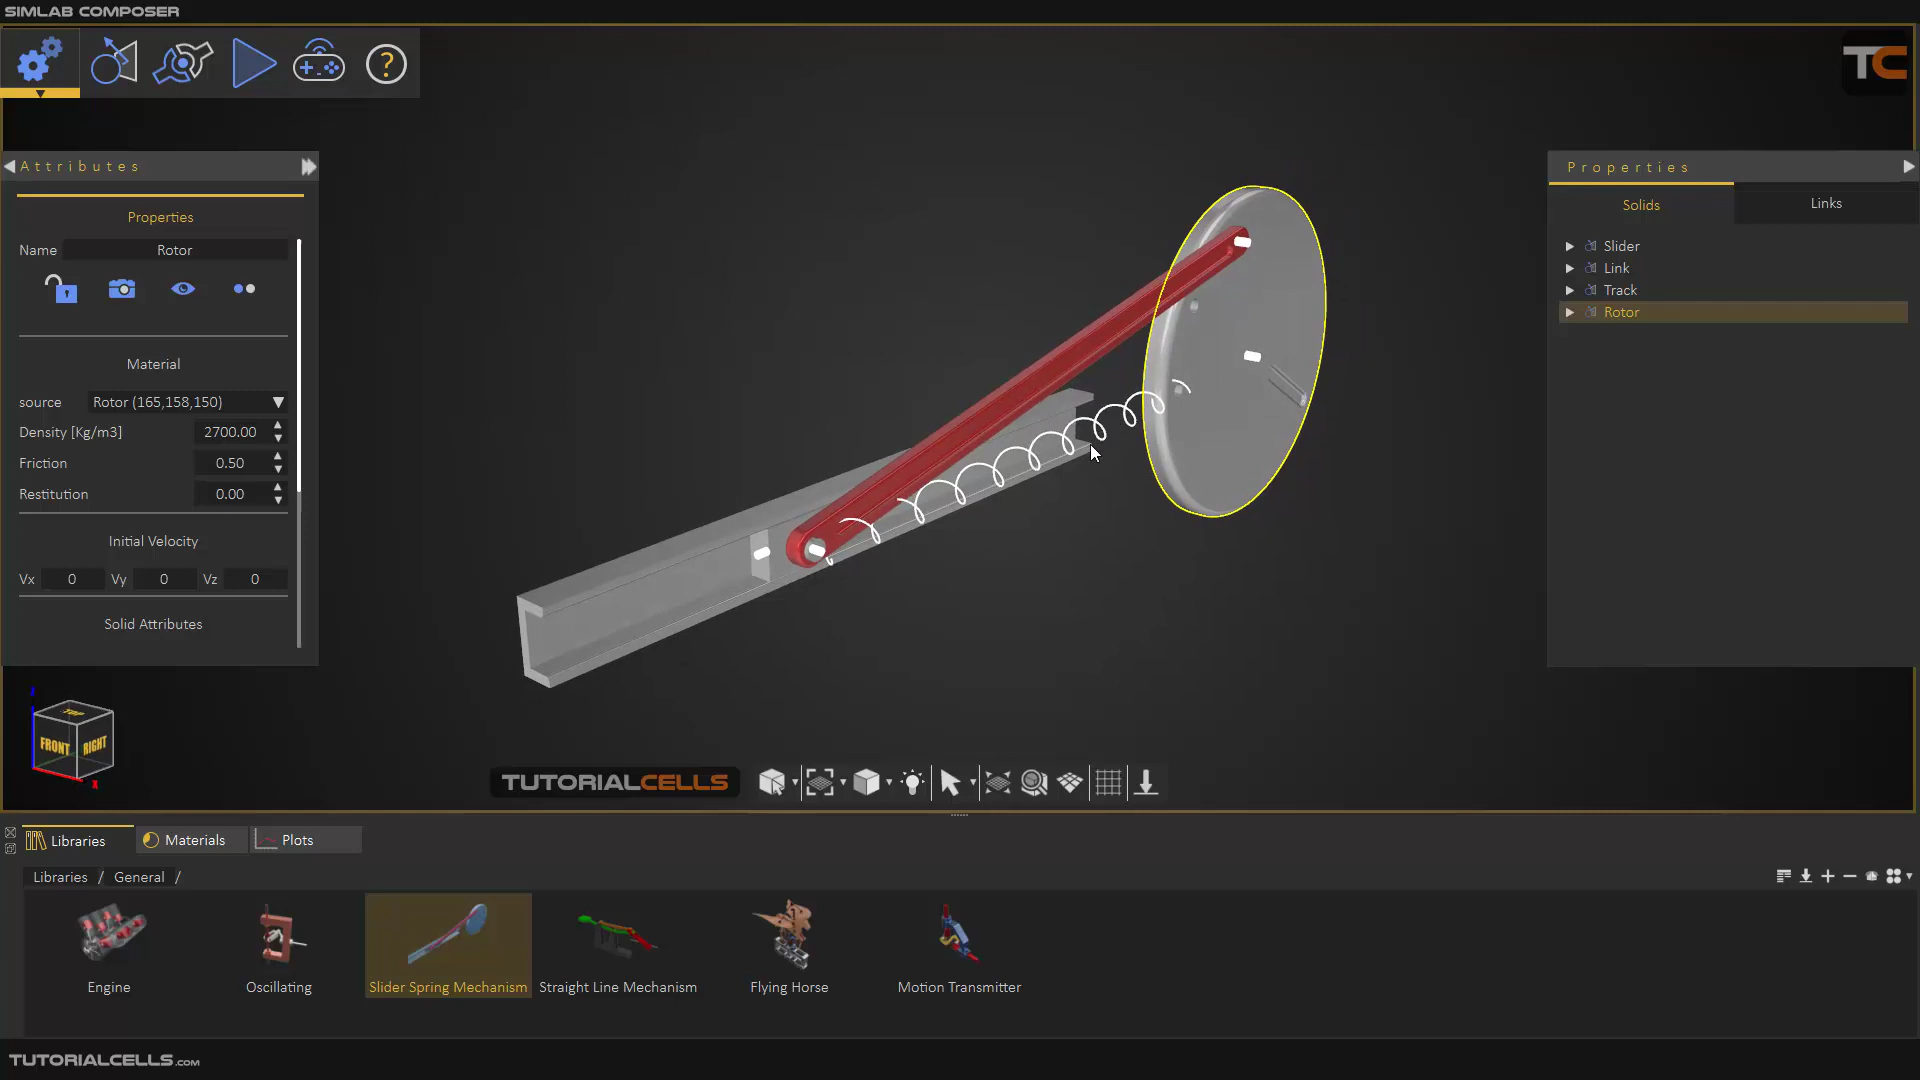 SIMLAB COMPOSER
?
TC
Attributes
Properties
Name Rotor
Material
source Rotor (165,158,150)
Density [Kg/m3] 2700.00
Friction 0.50
Restitution 0.00
Initial Velocity
Vx 0 Vy 0 Vz 0
Solid Attributes
Properties
Solids Links
Slider
Link
Track
Rotor
TOP
FRONT RIGHT
X
TUTORIALCELLS
Libraries Materials Plots
Libraries / General /
Engine Oscillating Slider Spring Mechanism Straight Line Mechanism Flying Horse Motion Transmitter
TUTORIALCELLS.COM